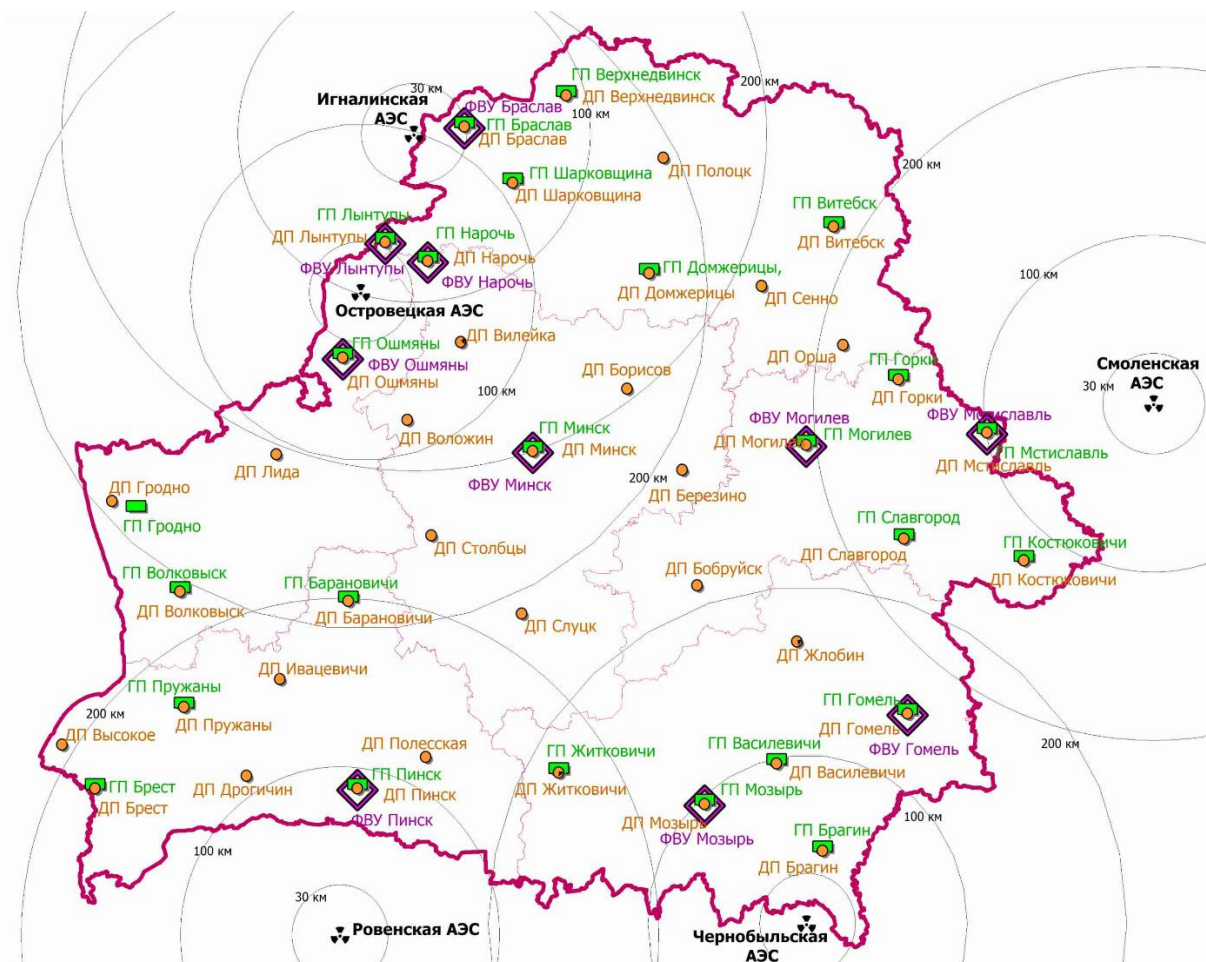 ГП Верхнедвинск
ДП Верхнедвинск
200 км
30 км
Игналинская
АЭС
ФВУ Браслав
ГП Браслав
ДП Браслав
100 км
ДП Полоцк
200 км
ГП Шарковщина
ДП Шарковщина
ГП Лынтупы
ДП Лынтупы
ФВУ Лынтупы
ГП Нарочь
ДП Нарочь
ФВУ Нарочь
ГП Витебск
ДП Витебск
ГП Домжерицы,
ДП Домжерицы
ДП Сенно
100 км
Островецкая АЭС
ГП Ошмяны
ФВУ Ошмяны
ДП Ошмяны
ДП Вилейка
ДП Орша
ДП Борисов
ГП Горки
ДП Горки
Смоленская
АЭС
30 км
100 км
ДП Воложин
ГП Минск
ДП Минск
ФВУ Минск
ФВУ Могилев
ГП Могилев
ДП Могилев
ФВУ Мстиславль
ГП Мстиславль
ДП Мстиславль
ДП Лида
200 км
ДП Березино
ДП Гродно
ГП Гродно
ДП Столбцы
ГП Славгород
ДП Славгород
ГП Костюковичи
ДП Костюковичи
ГП Волковыск
ДП Волковыск
ГП Барановичи
ДП Барановичи
ДП Бобруйск
ДП Слуцк
ДП Жлобин
ДП Ивацевичи
ГП Пружаны
ДП Пружаны
200 км
ДП Высокое
ГП Гомель
ДП Гомель
ФВУ Гомель
200 км
ДП Полесская
ГП Житковичи
ДП Житковичи
ГП Василевичи
ДП Василевичи
ГП Брест
ДП Брест
ДП Дрогичин
ГП Пинск
ДП Пинск
ФВУ Пинск
ГП Мозырь
ДП Мозырь
ФВУ Мозырь
100 км
ГП Брагин
ДП Брагин
100 км
30 км
30 км
Ровенская АЭС
Чернобыльская
АЭС